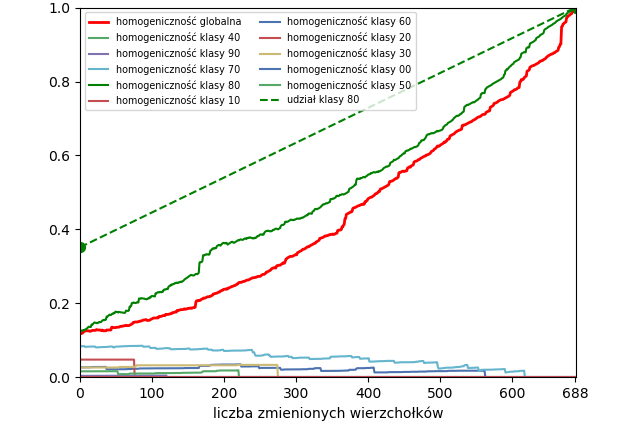 1.0
0.8
0.6
0.4
0.2
0.0
homogeniczność globalna
homogeniczność klasy 40
homogeniczność klasy 90
homogeniczność klasy 70
homogeniczność klasy 80
homogeniczność klasy 10
homogeniczność klasy 60
homogeniczność klasy 20
homogeniczność klasy 30
homogeniczność klasy 00
homogeniczność klasy 50
udział klasy 80
0 100 200 300 400 500 600 688
liczba zmienionych wierzchołków